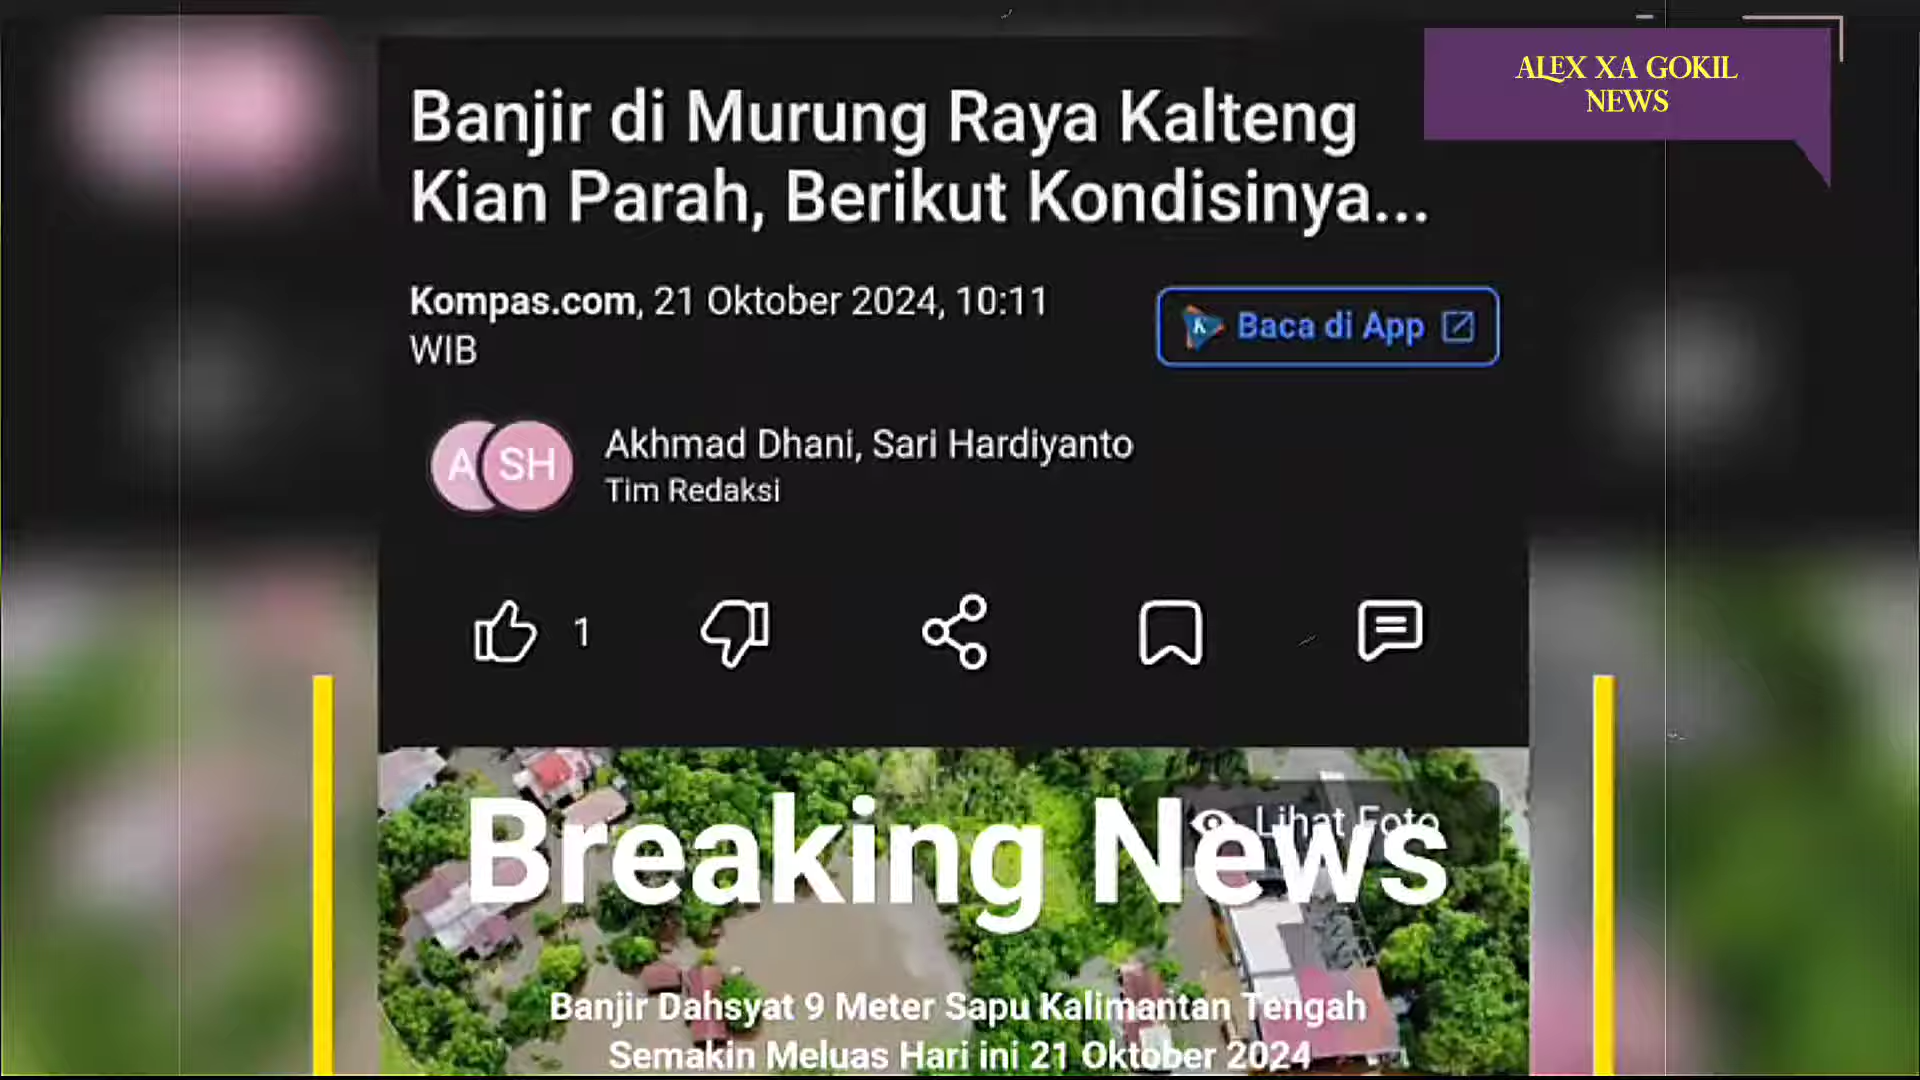 ALEX XA GOKIL
NEWS
Banjir di Murung Raya Kalteng
Kian Parah, Berikut Kondisinya...
Kompas.com, 21 Oktober 2024, 10:11
WIB
K Baca di App
A SH
Akhmad Dhani, Sari Hardiyanto
Tim Redaksi
1
Lihat Foto
Breaking News
Banjir Dahsyat 9 Meter Sapu Kalimantan Tengah
Semakin Meluas Hari ini 21 Oktober 2024